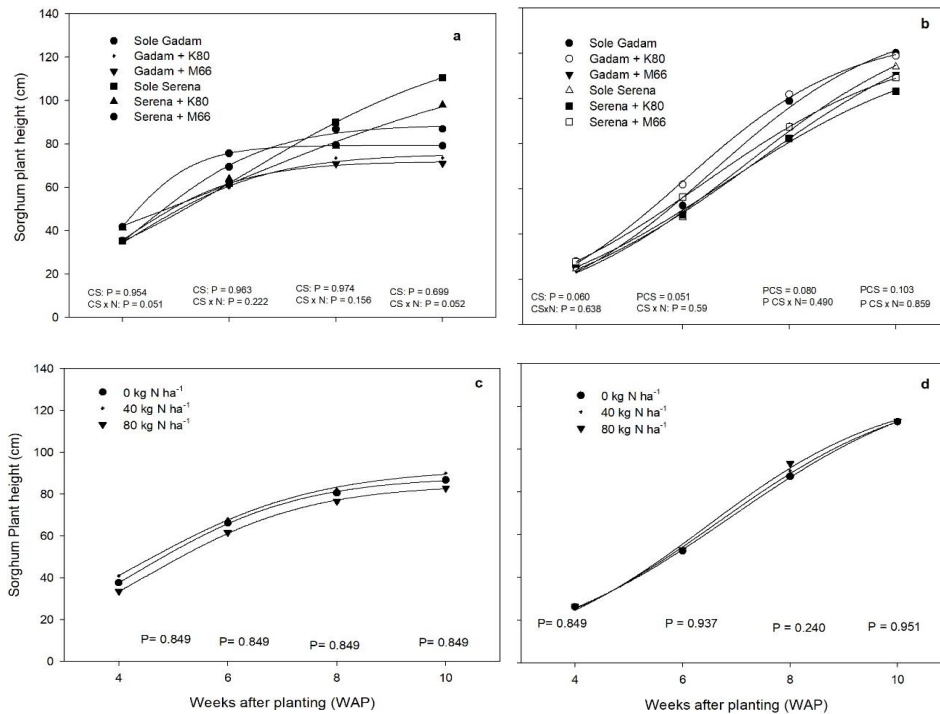 140
120
100
80
60
40
20
0
Sorghum plant height (cm)
a
Sole Gadam
Gadam + K80
Gadam + M66
Sole Serena
Serena + K80
Serena + M66
CS: P = 0.954
CS x N: P = 0.051
CS: P = 0.963
CS x N: P = 0.222
CS: P = 0.974
CS x N: P = 0.156
CS: P = 0.699
CS x N: P = 0.052
b
Sole Gadam
Gadam + K80
Gadam + M66
Sole Serena
Serena + K80
Serena + M66
CS: P = 0.060
CSxN: P = 0.638
PCS = 0.051
CS x N: P = 0.59
PCS = 0.080
P CS x N= 0.490
PCS = 0.103
P CS x N = 0.859
140
120
100
80
60
40
20
0
Sorghum Plant height (cm)
c
0 kg N ha⁻¹
40 kg N ha⁻¹
80 kg N ha⁻¹
P= 0.849
P = 0.849
P = 0.849
P = 0.849
4 6 8 10
Weeks after planting (WAP)
d
0 kg N ha⁻¹
40 kg N ha⁻¹
80 kg N ha⁻¹
P= 0.849
P = 0.937
P = 0.240
P = 0.951
4 6 8 10
Weeks after planting (WAP)